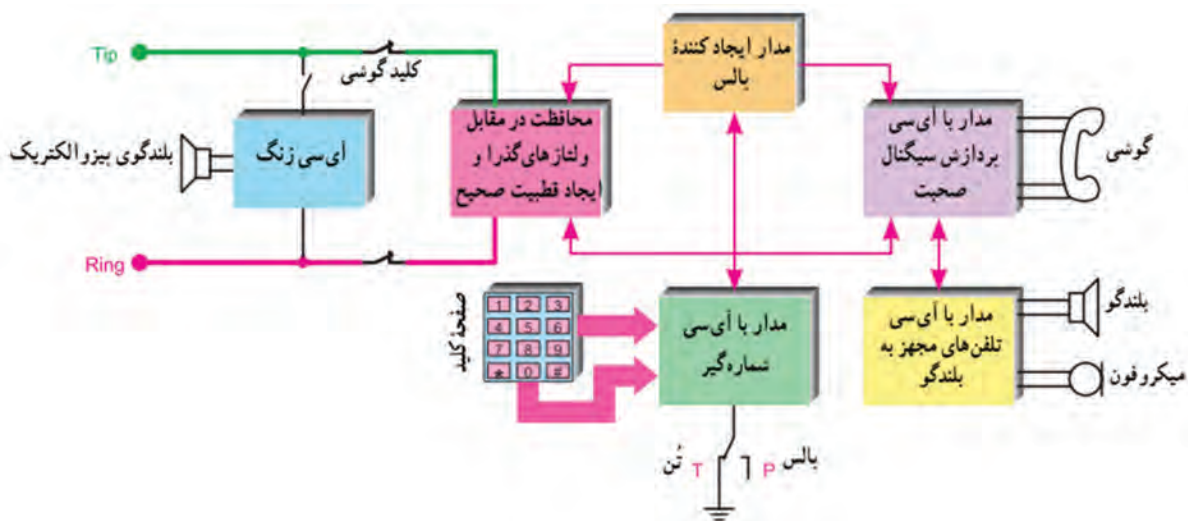 Tip
Ring
کلید گوشی
آی‌سی زنگ
بلندگوی پیزو الکتریک
محافظت در مقابل
ولتاژهای‌گذرا و
ایجاد قطبیت صحیح
مدار ایجاد کنندهٔ
پالس
مدار با آی‌سی
پردازش سیگنال
صحبت
گوشی
صفحهٔ کلید
1 2 3
4 5 6
7 8 9
* 0 #
مدار با آی‌سی
شماره‌گیر
مدار با آی‌سی
تلفن‌های مجهز به
بلندگو
بلندگو
میکروفون
تُن T P پالس